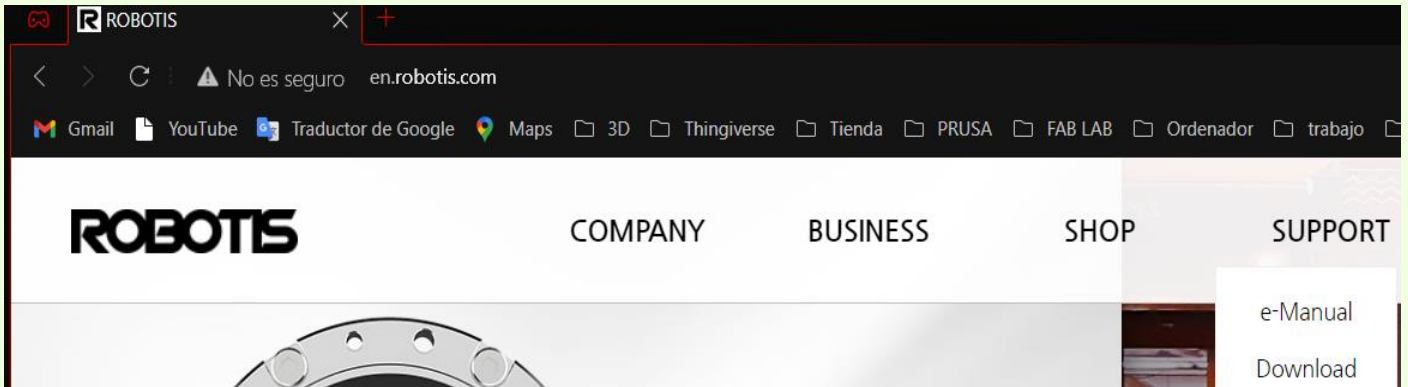 ROBOTIS
No es seguro en.robotis.com
Gmail YouTube Traductor de Google Maps 3D Thingiverse Tienda PRUSA FAB LAB Ordenador trabajo
ROBOTIS COMPANY BUSINESS SHOP SUPPORT
e-Manual
Download